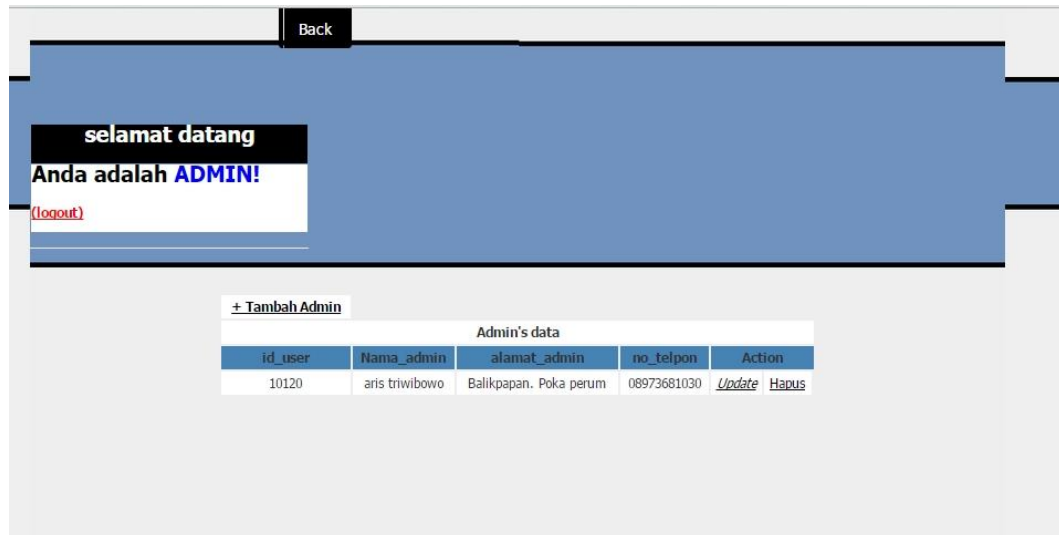 Back
selamat datang
Anda adalah ADMIN!
(logout)
+ Tambah Admin
Admin's data
id_user Nama_admin alamat_admin no_telpon Action
10120 aris triwibowo Balikpapan. Poka perum 08973681030 Update Hapus